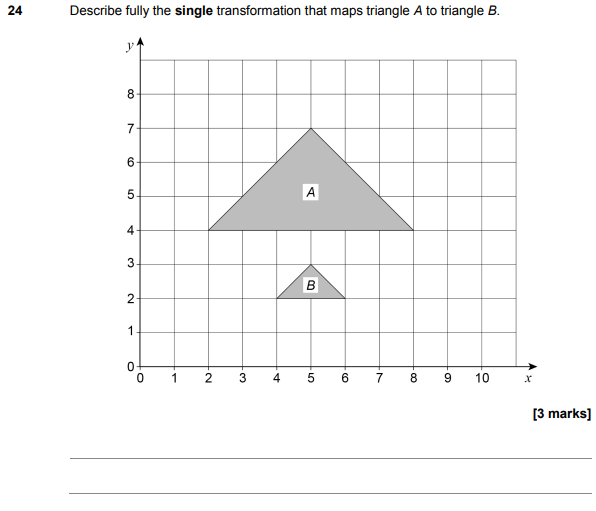 24 Describe fully the single transformation that maps triangle A to triangle B.
y
8
7
6
5 A
4
3
2 B
1
0
0 1 2 3 4 5 6 7 8 9 10 x
[3 marks]